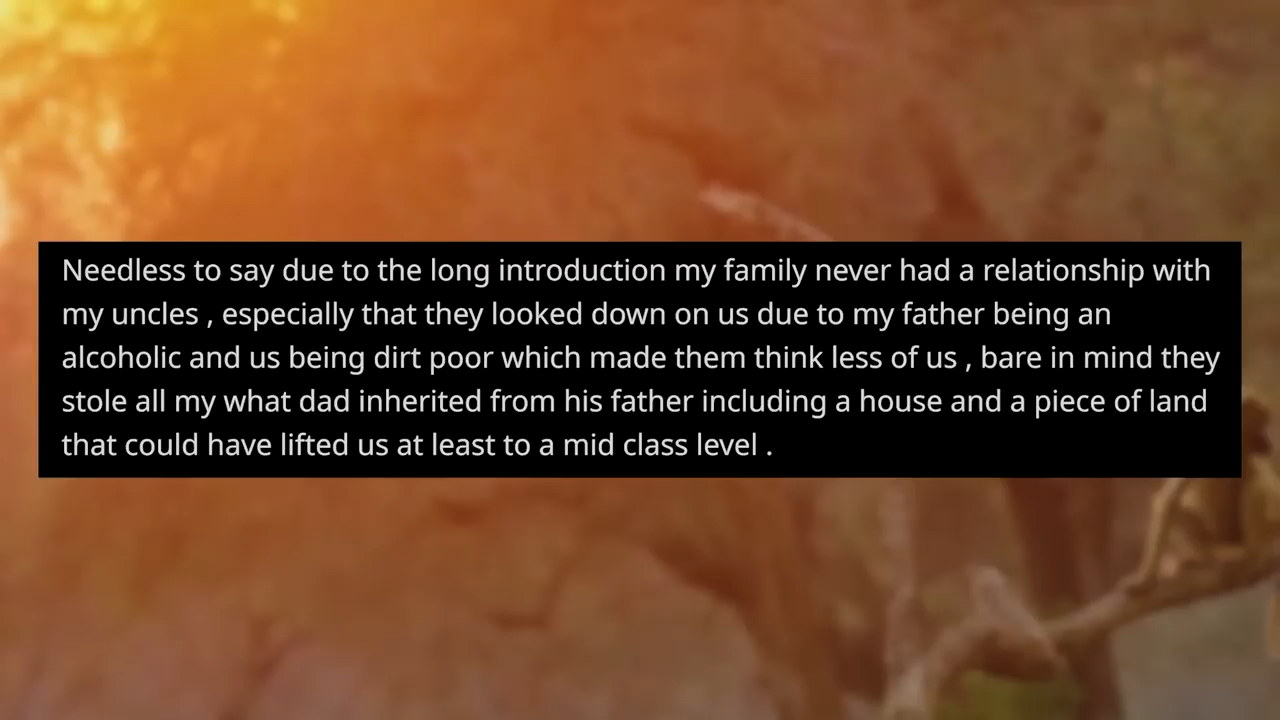 Needless to say due to the long introduction my family never had a relationship with
my uncles , especially that they looked down on us due to my father being an
alcoholic and us being dirt poor which made them think less of us , bare in mind they
stole all my what dad inherited from his father including a house and a piece of land
that could have lifted us at least to a mid class level .